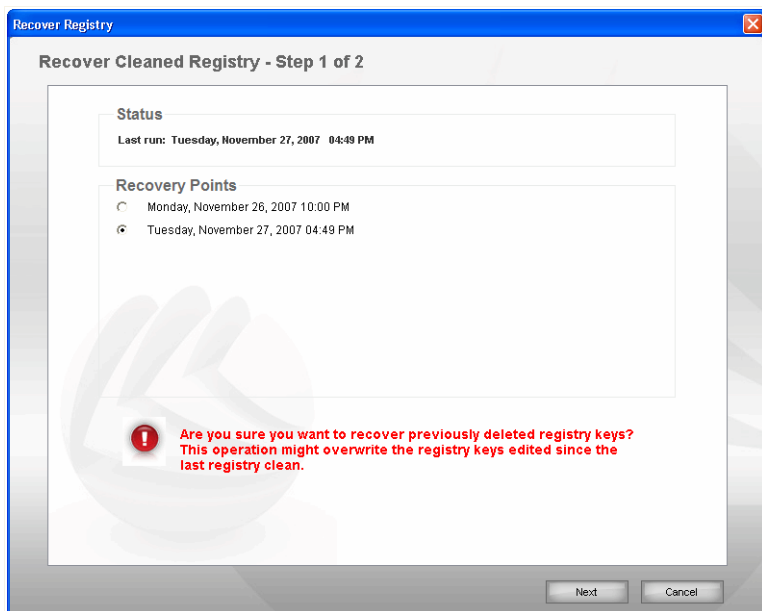 Recover Registry
Recover Cleaned Registry - Step 1 of 2
Status
Last run: Tuesday, November 27, 2007 04:49 PM
Recovery Points
Monday, November 26, 2007 10:00 PM
Tuesday, November 27, 2007 04:49 PM
Are you sure you want to recover previously deleted registry keys?
This operation might overwrite the registry keys edited since the
last registry clean.
Next Cancel